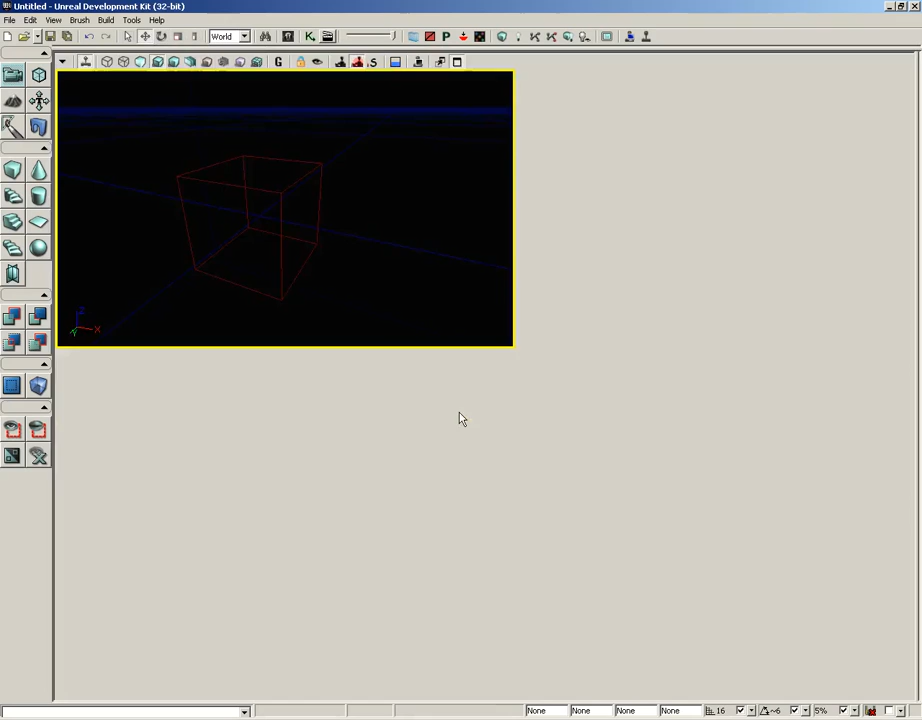 Untitled - Unreal Development Kit (32-bit)
File Edit View Brush Build Tools Help
World
K
P
G
S
Z
X
Y
None None None None 16 ~6 5%